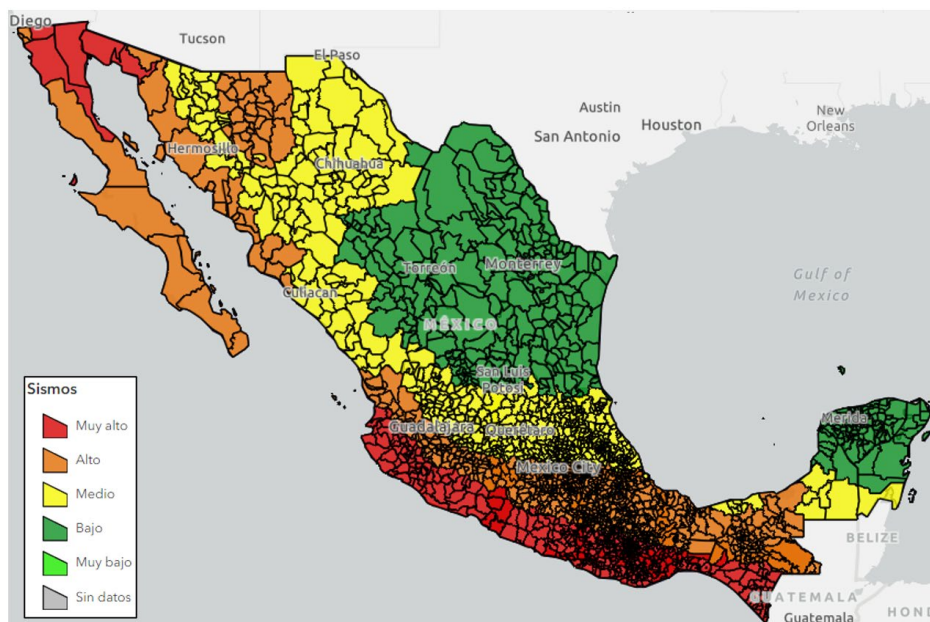 Diego
Tucson
El Paso
Austin
San Antonio
Houston
New
Orleans
Hermosillo
Chihuahua
Torreón
Monterrey
Culiacan
MÉXICO
Gulf of
Mexico
San Luis
Potosí
Guadalajara
Querétaro
Mexico City
Merida
BELIZE
GUATEMALA
Guatemala
HOND
Sismos
Muy alto
Alto
Medio
Bajo
Muy bajo
Sin datos